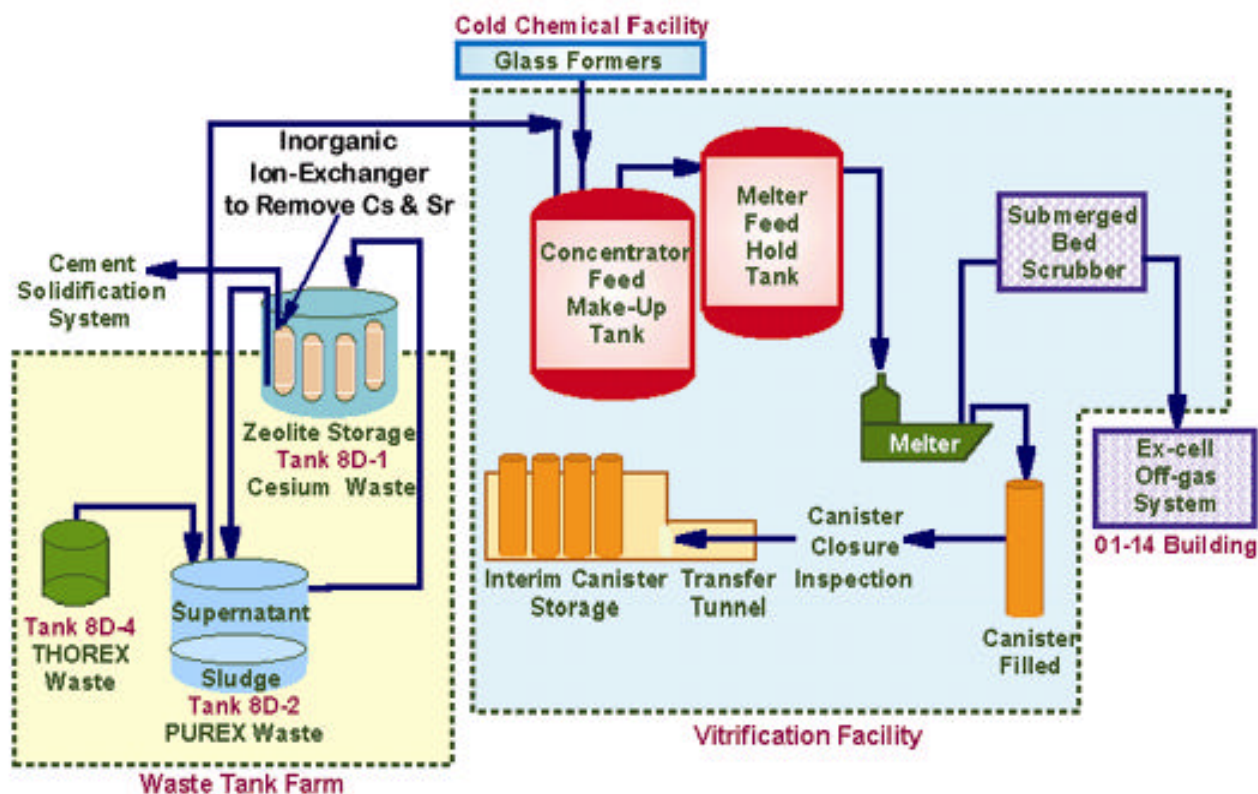 Cold Chemical Facility
Glass Formers
Inorganic
Ion-Exchanger
to Remove Cs & Sr
Cement
Solidification
System
Zeolite Storage
Tank 8D-1
Cesium Waste
Tank 8D-4
THOREX
Waste
Supernatant
Sludge
Tank 8D-2
PUREX Waste
Waste Tank Farm
Concentrator
Feed
Make-Up
Tank
Melter
Feed
Hold
Tank
Submerged
Bed
Scrubber
Melter
Ex-cell
Off-gas
System
01-14 Building
Canister
Filled
Canister
Closure
Inspection
Transfer
Tunnel
Interim Canister
Storage
Vitrification Facility